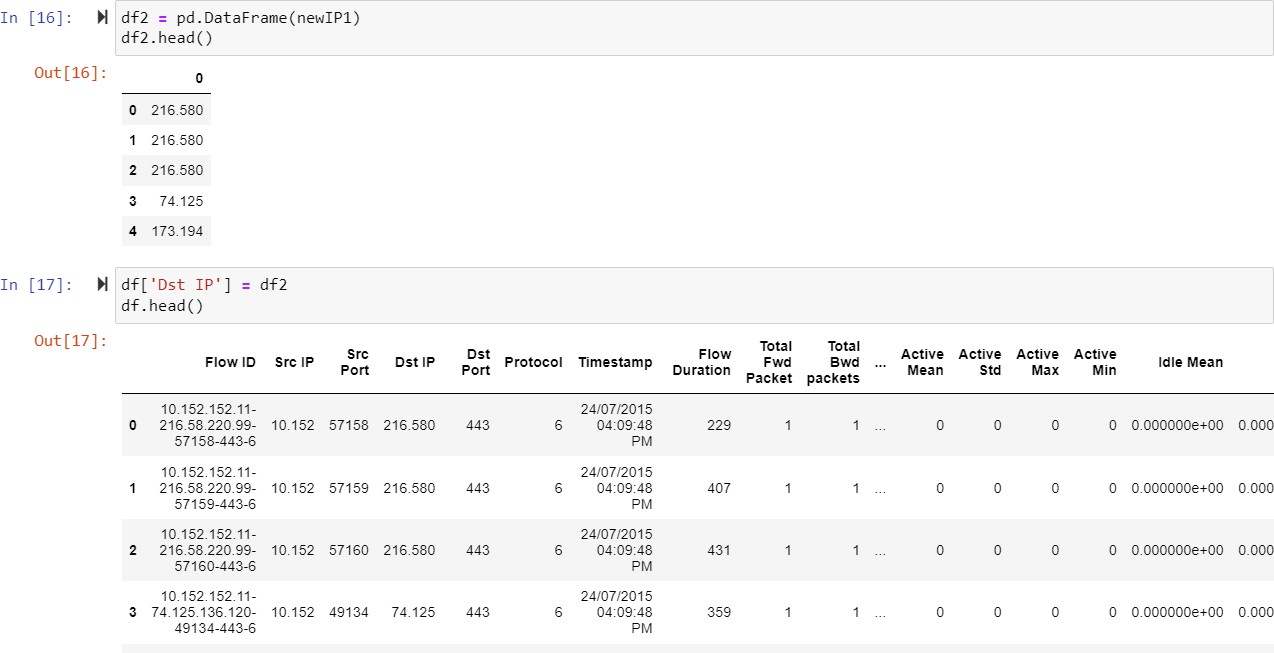 In [16]: df2 = pd.DataFrame(newIP1)
df2.head()
Out[16]:
0
0 216.580
1 216.580
2 216.580
3 74.125
4 173.194
In [17]: df['Dst IP'] = df2
df.head()
Out[17]:
Flow ID Src IP Src Port Dst IP Dst Port Protocol Timestamp Flow Duration Total Fwd Packet Total Bwd packets ... Active Mean Active Std Active Max Active Min Idle Mean
0 10.152.152.11-216.58.220.99-57158-443-6 10.152 57158 216.580 443 6 24/07/2015 04:09:48 PM 229 1 1 ... 0 0 0 0 0.000000e+00 0.000
1 10.152.152.11-216.58.220.99-57159-443-6 10.152 57159 216.580 443 6 24/07/2015 04:09:48 PM 407 1 1 ... 0 0 0 0 0.000000e+00 0.000
2 10.152.152.11-216.58.220.99-57160-443-6 10.152 57160 216.580 443 6 24/07/2015 04:09:48 PM 431 1 1 ... 0 0 0 0 0.000000e+00 0.000
3 10.152.152.11-74.125.136.120-49134-443-6 10.152 49134 74.125 443 6 24/07/2015 04:09:48 PM 359 1 1 ... 0 0 0 0 0.000000e+00 0.000